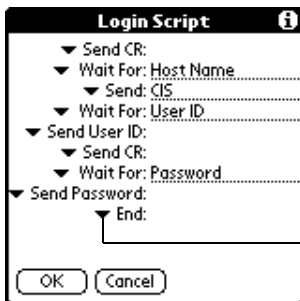 Login Script
Send CR:
Wait For: Host Name
Send: CIS
Wait For: User ID
Send User ID:
Send CR:
Wait For: Password
Send Password:
End:
OK Cancel